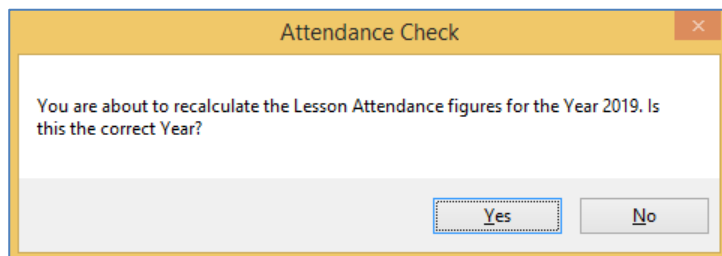 Attendance Check
You are about to recalculate the Lesson Attendance figures for the Year 2019. Is
this the correct Year?
Yes
No